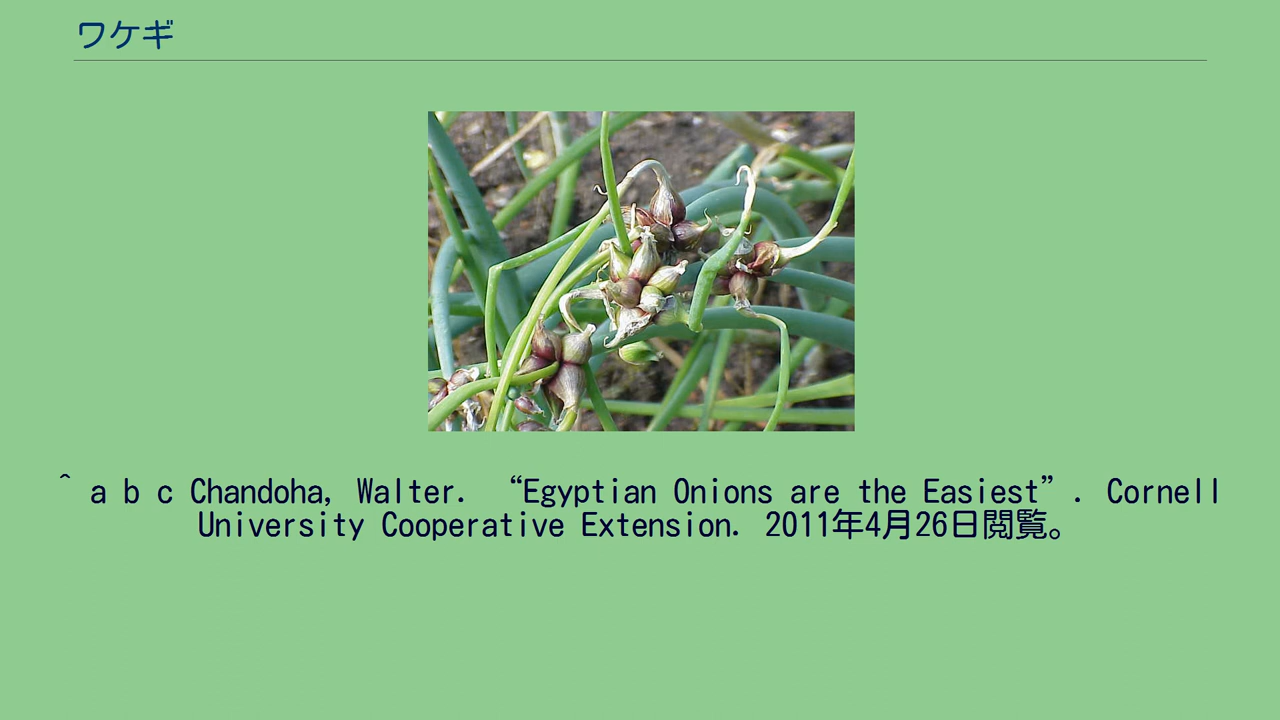 ワケギ
^ a b c Chandoha, Walter. “Egyptian Onions are the Easiest”. Cornell
University Cooperative Extension. 2011年4月26日閲覧。